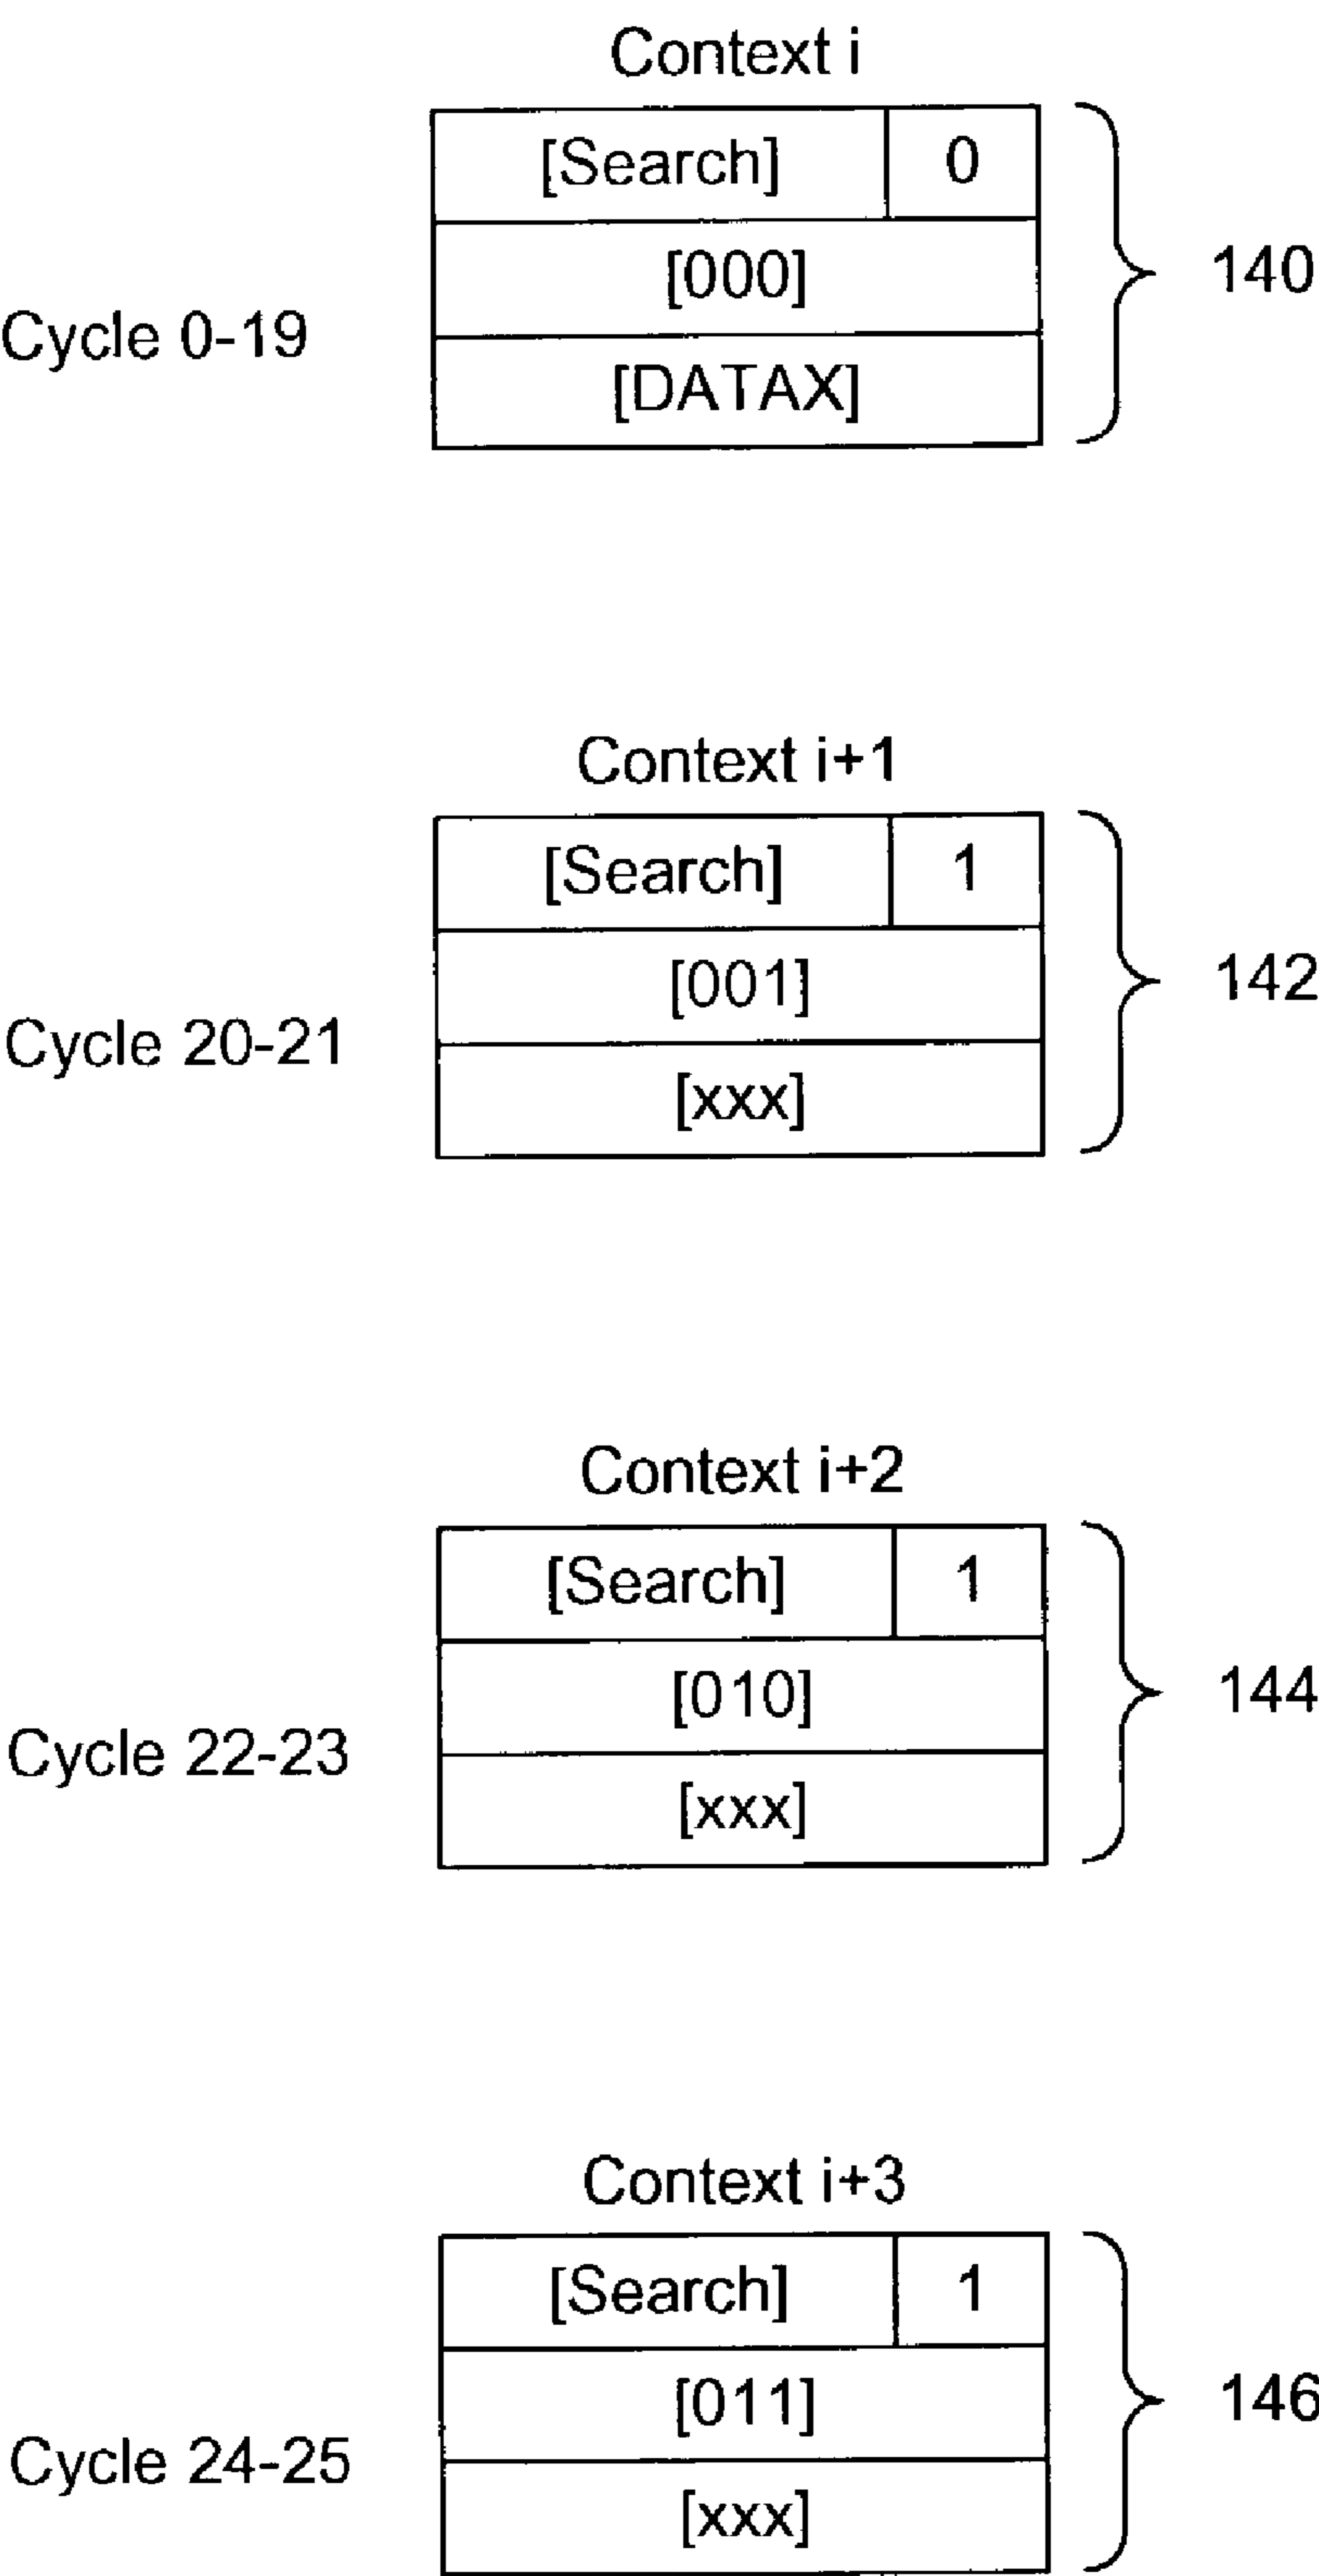 Context i
[Search] 0
[000] 140
Cycle 0-19
[DATAX]
Context i+1
[Search] 1
[001] 142
Cycle 20-21
[xxx]
Context i+2
[Search] 1
[010] 144
Cycle 22-23
[xxx]
Context i+3
[Search] 1
[011] 146
Cycle 24-25
[xxx]